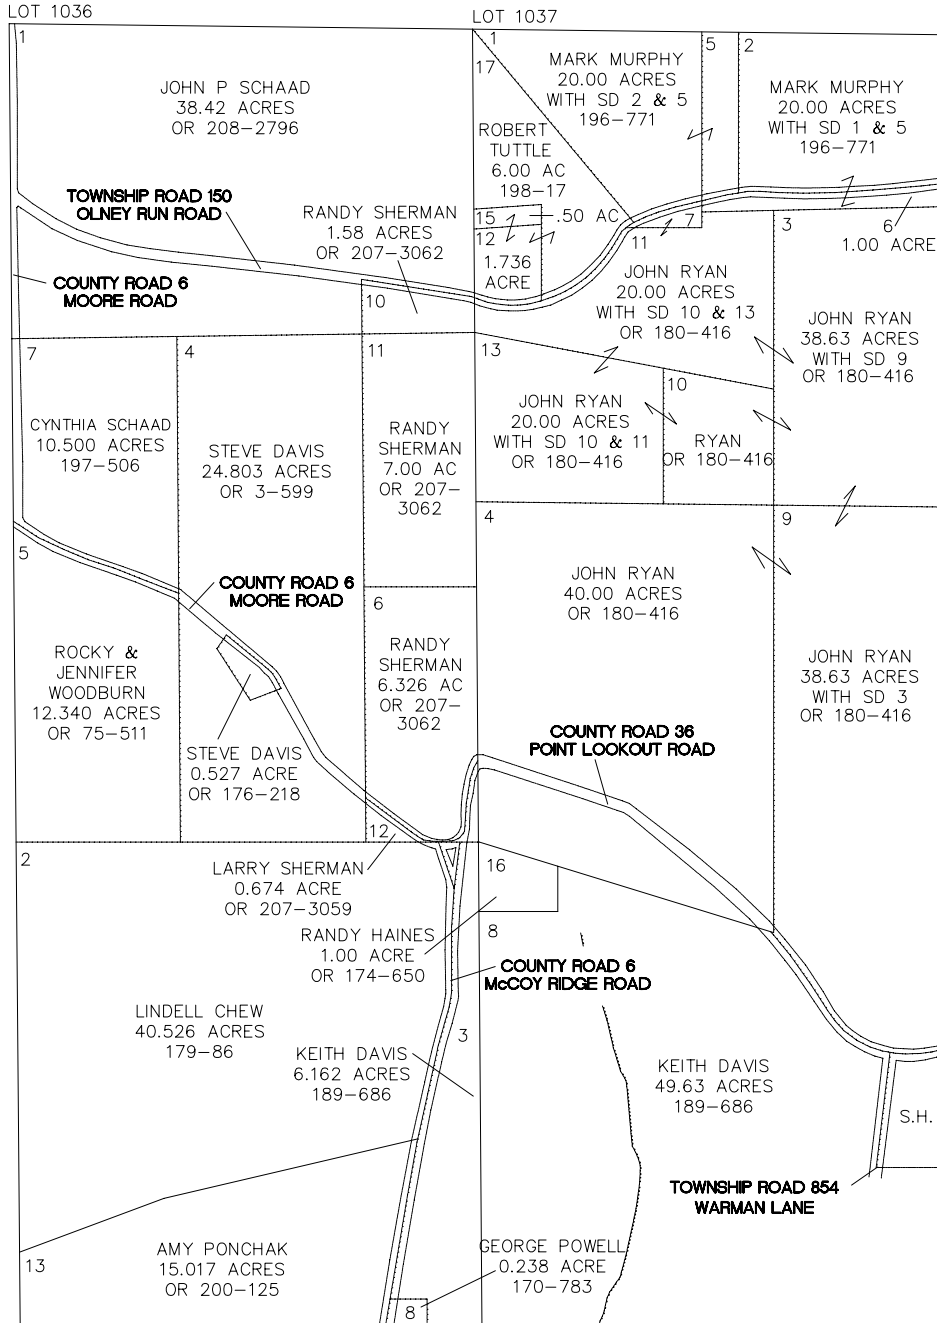 LOT 1036
LOT 1037
1
JOHN P SCHAAD
38.42 ACRES
OR 208-2796
1
17
MARK MURPHY
20.00 ACRES
WITH SD 2 & 5
196-771
5
2
MARK MURPHY
20.00 ACRES
WITH SD 1 & 5
196-771
ROBERT
TUTTLE
6.00 AC
198-17
TOWNSHIP ROAD 150
OLNEY RUN ROAD
RANDY SHERMAN
1.58 ACRES
OR 207-3062
15
.50 AC
12
1.736
ACRE
11
7
3
6
1.00 ACRE
COUNTY ROAD 6
MOORE ROAD
10
JOHN RYAN
20.00 ACRES
WITH SD 10 & 13
OR 180-416
JOHN RYAN
38.63 ACRES
WITH SD 9
OR 180-416
7
4
11
13
10
CYNTHIA SCHAAD
10.500 ACRES
197-506
STEVE DAVIS
24.803 ACRES
OR 3-599
RANDY
SHERMAN
7.00 AC
OR 207-
3062
JOHN RYAN
20.00 ACRES
WITH SD 10 & 11
OR 180-416
RYAN
OR 180-416
4
9
5
COUNTY ROAD 6
MOORE ROAD
6
JOHN RYAN
40.00 ACRES
OR 180-416
ROCKY &
JENNIFER
WOODBURN
12.340 ACRES
OR 75-511
RANDY
SHERMAN
6.326 AC
OR 207-
3062
JOHN RYAN
38.63 ACRES
WITH SD 3
OR 180-416
STEVE DAVIS
0.527 ACRE
OR 176-218
COUNTY ROAD 36
POINT LOOKOUT ROAD
12
2
LARRY SHERMAN
0.674 ACRE
OR 207-3059
16
RANDY HAINES
1.00 ACRE
OR 174-650
8
COUNTY ROAD 6
McCOY RIDGE ROAD
LINDELL CHEW
40.526 ACRES
179-86
3
KEITH DAVIS
6.162 ACRES
189-686
KEITH DAVIS
49.63 ACRES
189-686
S.H.
TOWNSHIP ROAD 854
WARMAN LANE
13
AMY PONCHAK
15.017 ACRES
OR 200-125
GEORGE POWELL
0.238 ACRE
170-783
8